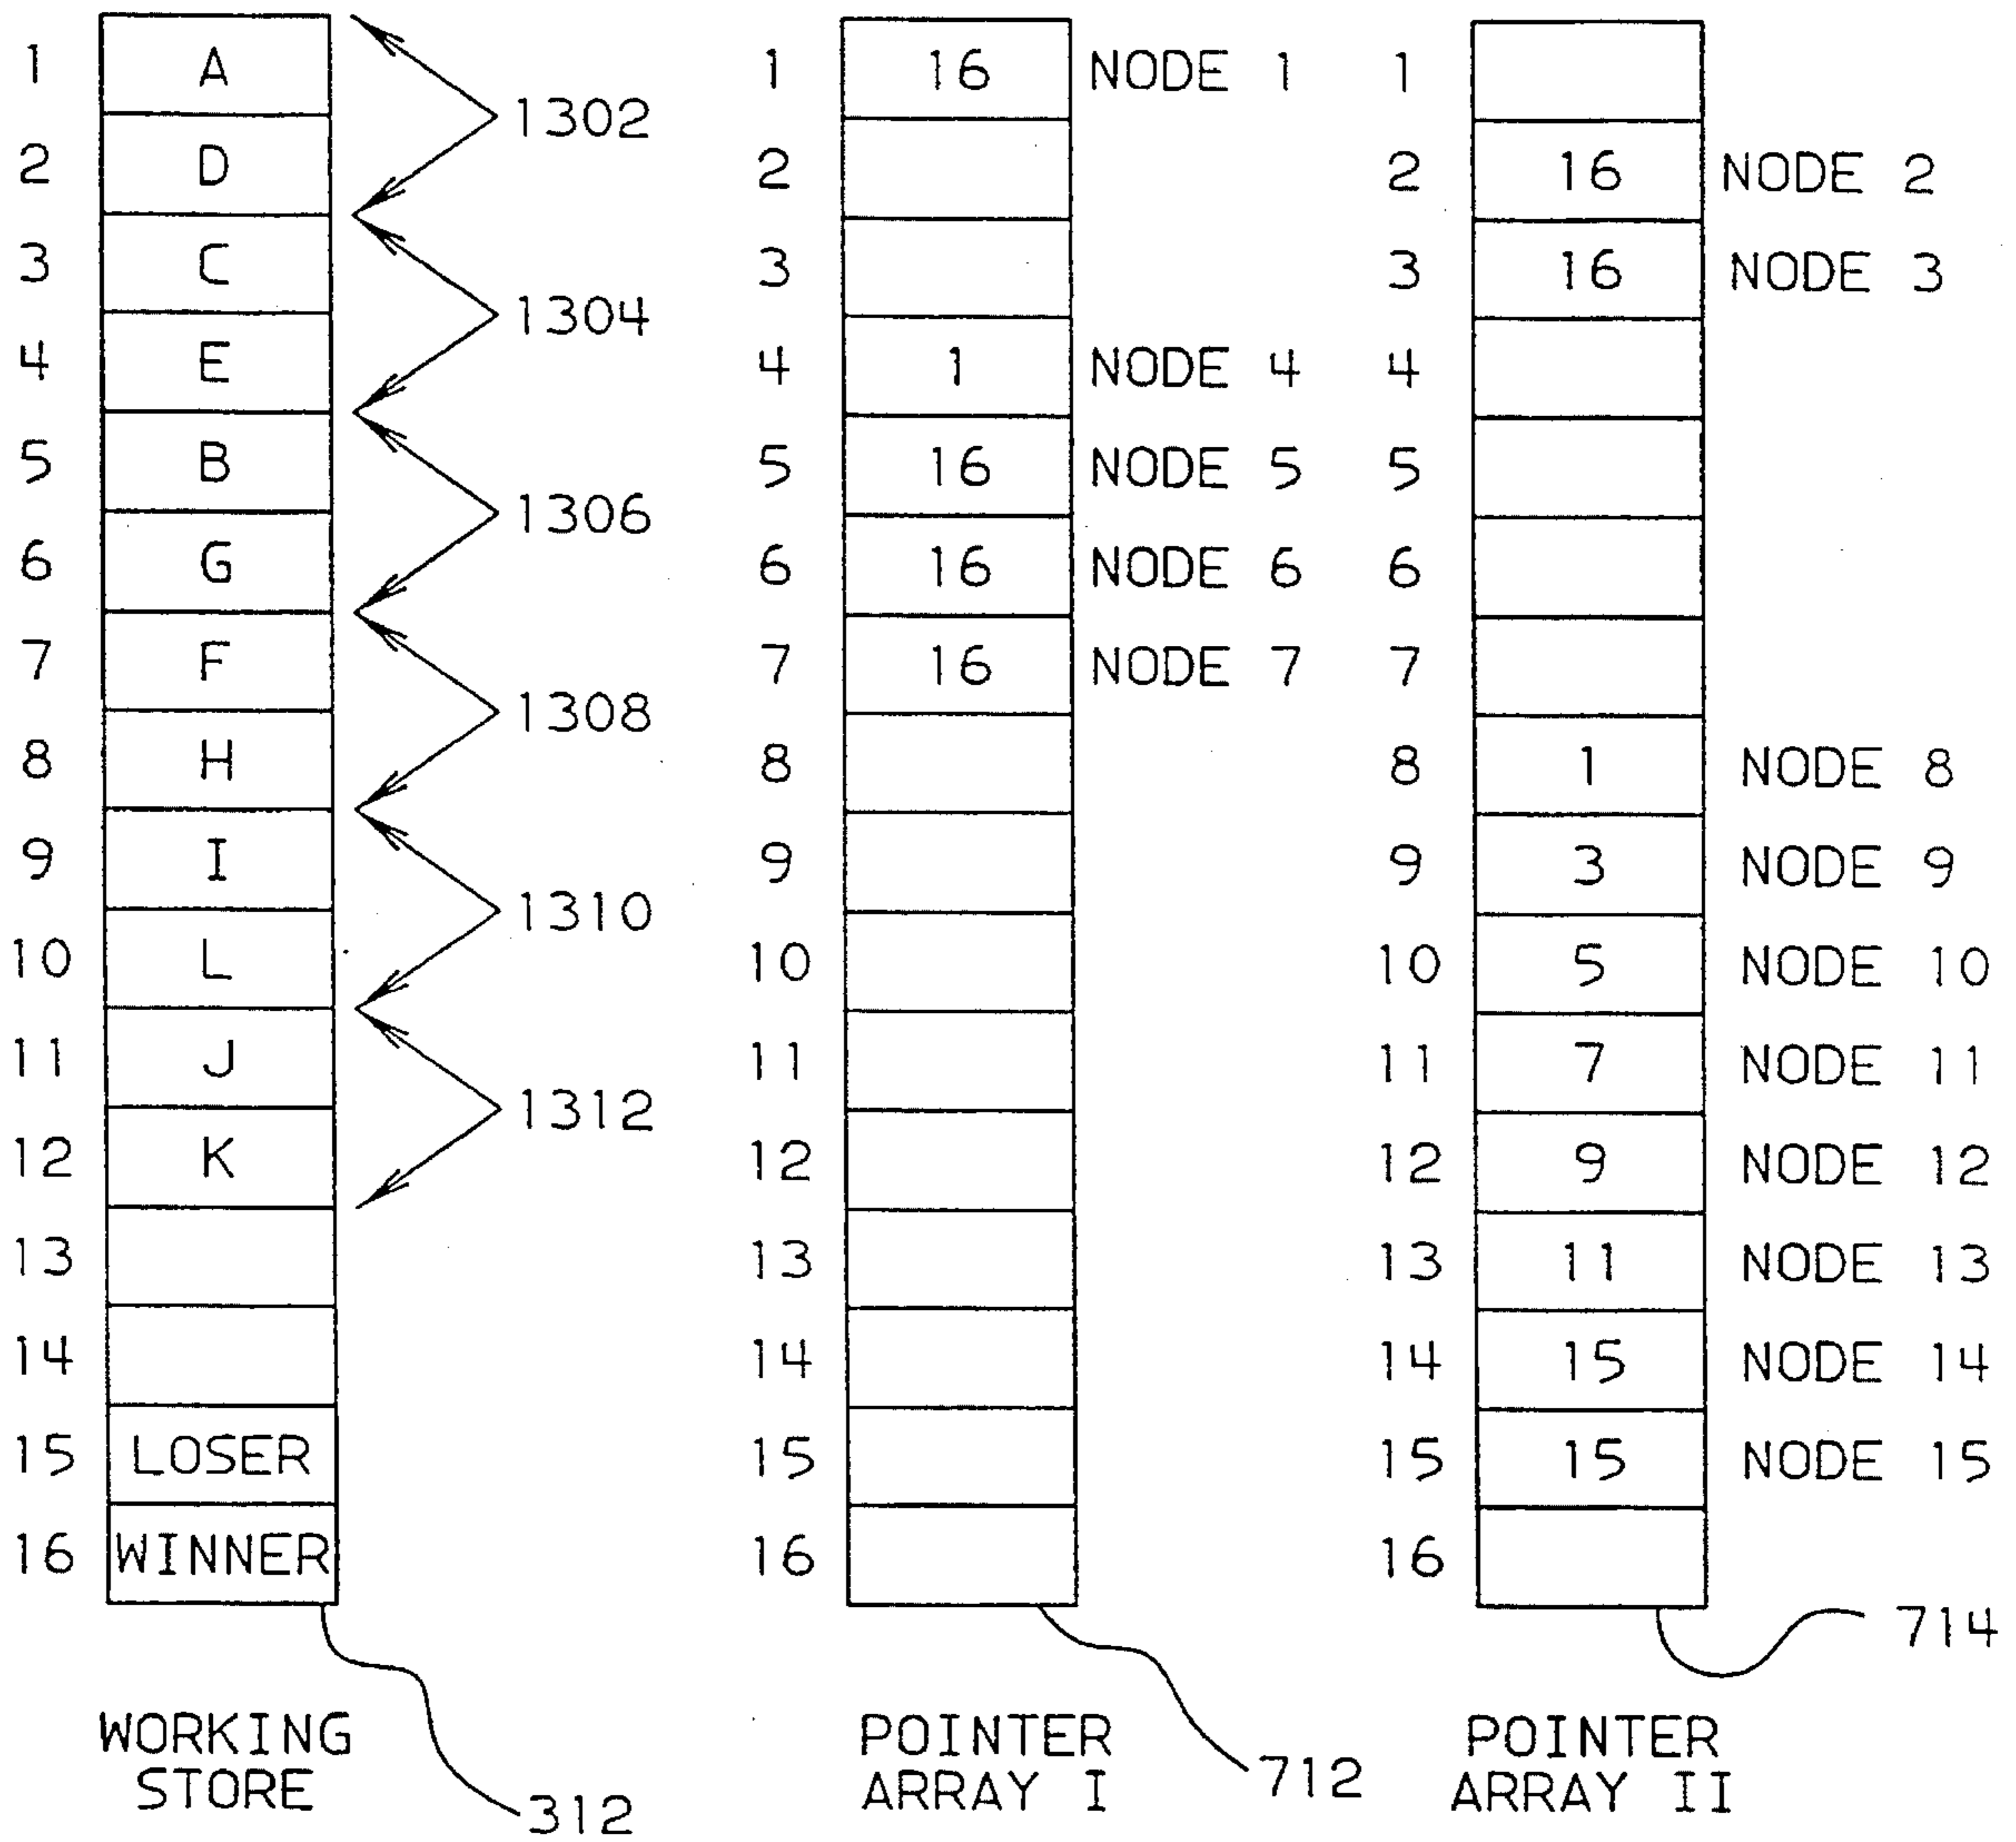 1 A 1 16 NODE 1 1
1302
2 D 2 2 16 NODE 2
3 C 3 3 16 NODE 3
1304
4 E 4 1 NODE 4 4
5 B 5 16 NODE 5 5
1306
6 G 6 16 NODE 6 6
7 F 7 16 NODE 7 7
1308
8 H 8 8 1 NODE 8
9 I 9 9 3 NODE 9
1310
10 L 10 10 5 NODE 10
11 J 11 11 7 NODE 11
1312
12 K 12 12 9 NODE 12
13 13 13 11 NODE 13
14 14 14 15 NODE 14
15 LOSER 15 15 15 NODE 15
16 WINNER 16 16
714
WORKING STORE
312
POINTER ARRAY I
712
POINTER ARRAY II